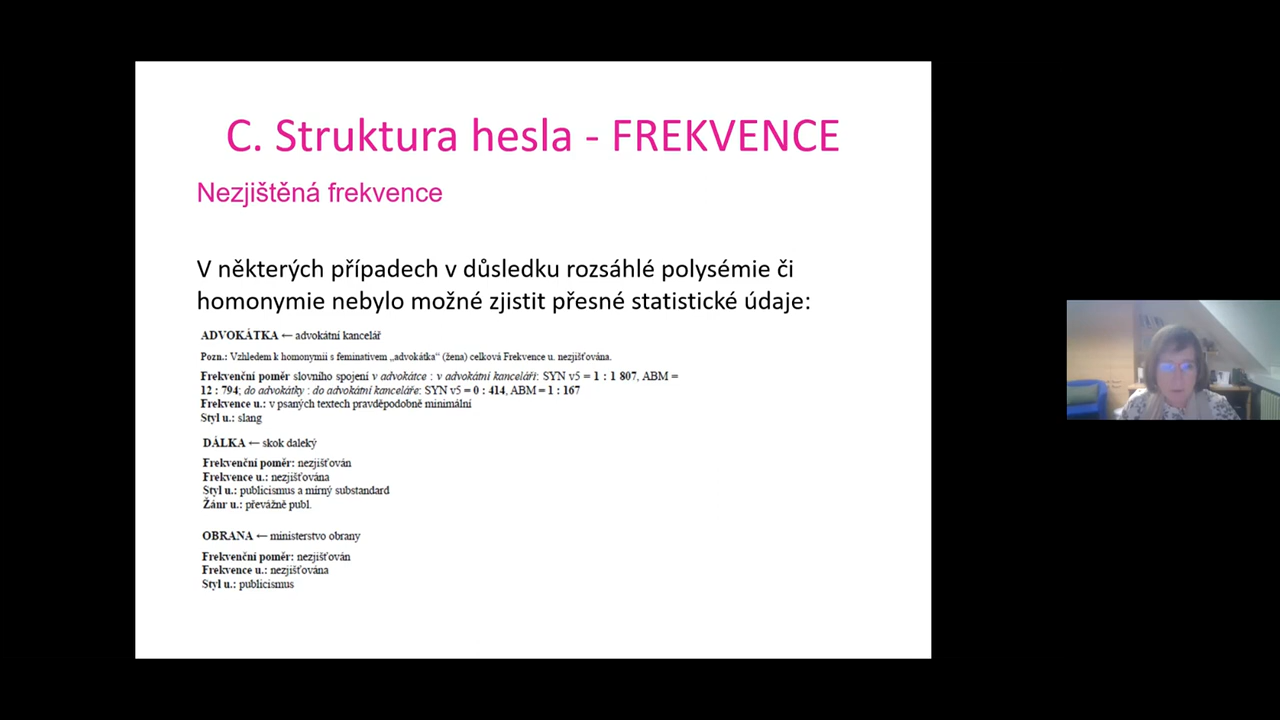 C. Struktura hesla - FREKVENCE
Nezjištěná frekvence
V některých případech v důsledku rozsáhlé polysémie či
homonymie nebylo možné zjistit přesné statistické údaje:
ADVOKÁTKA ← advokátní kancelář
Pozn.: Vzhledem k homonymii s feminativem „advokátka“ (žena) celková Frekvence u. nezjišťována.
Frekvenční poměr slovního spojení v advokátce : v advokátní kanceláři: SYN v5 = 1 : 1 807, ABM =
12 : 794; do advokátky : do advokátní kanceláře: SYN v5 = 0 : 414, ABM = 1 : 167
Frekvence u.: v psaných textech pravděpodobně minimální
Styl u.: slang
DÁLKA ← skok daleký
Frekvenční poměr: nezjišťován
Frekvence u.: nezjišťována
Styl u.: publicismus a mírný substandard
Žánr u.: převážně publ.
OBRANA ← ministerstvo obrany
Frekvenční poměr: nezjišťován
Frekvence u.: nezjišťována
Styl u.: publicismus